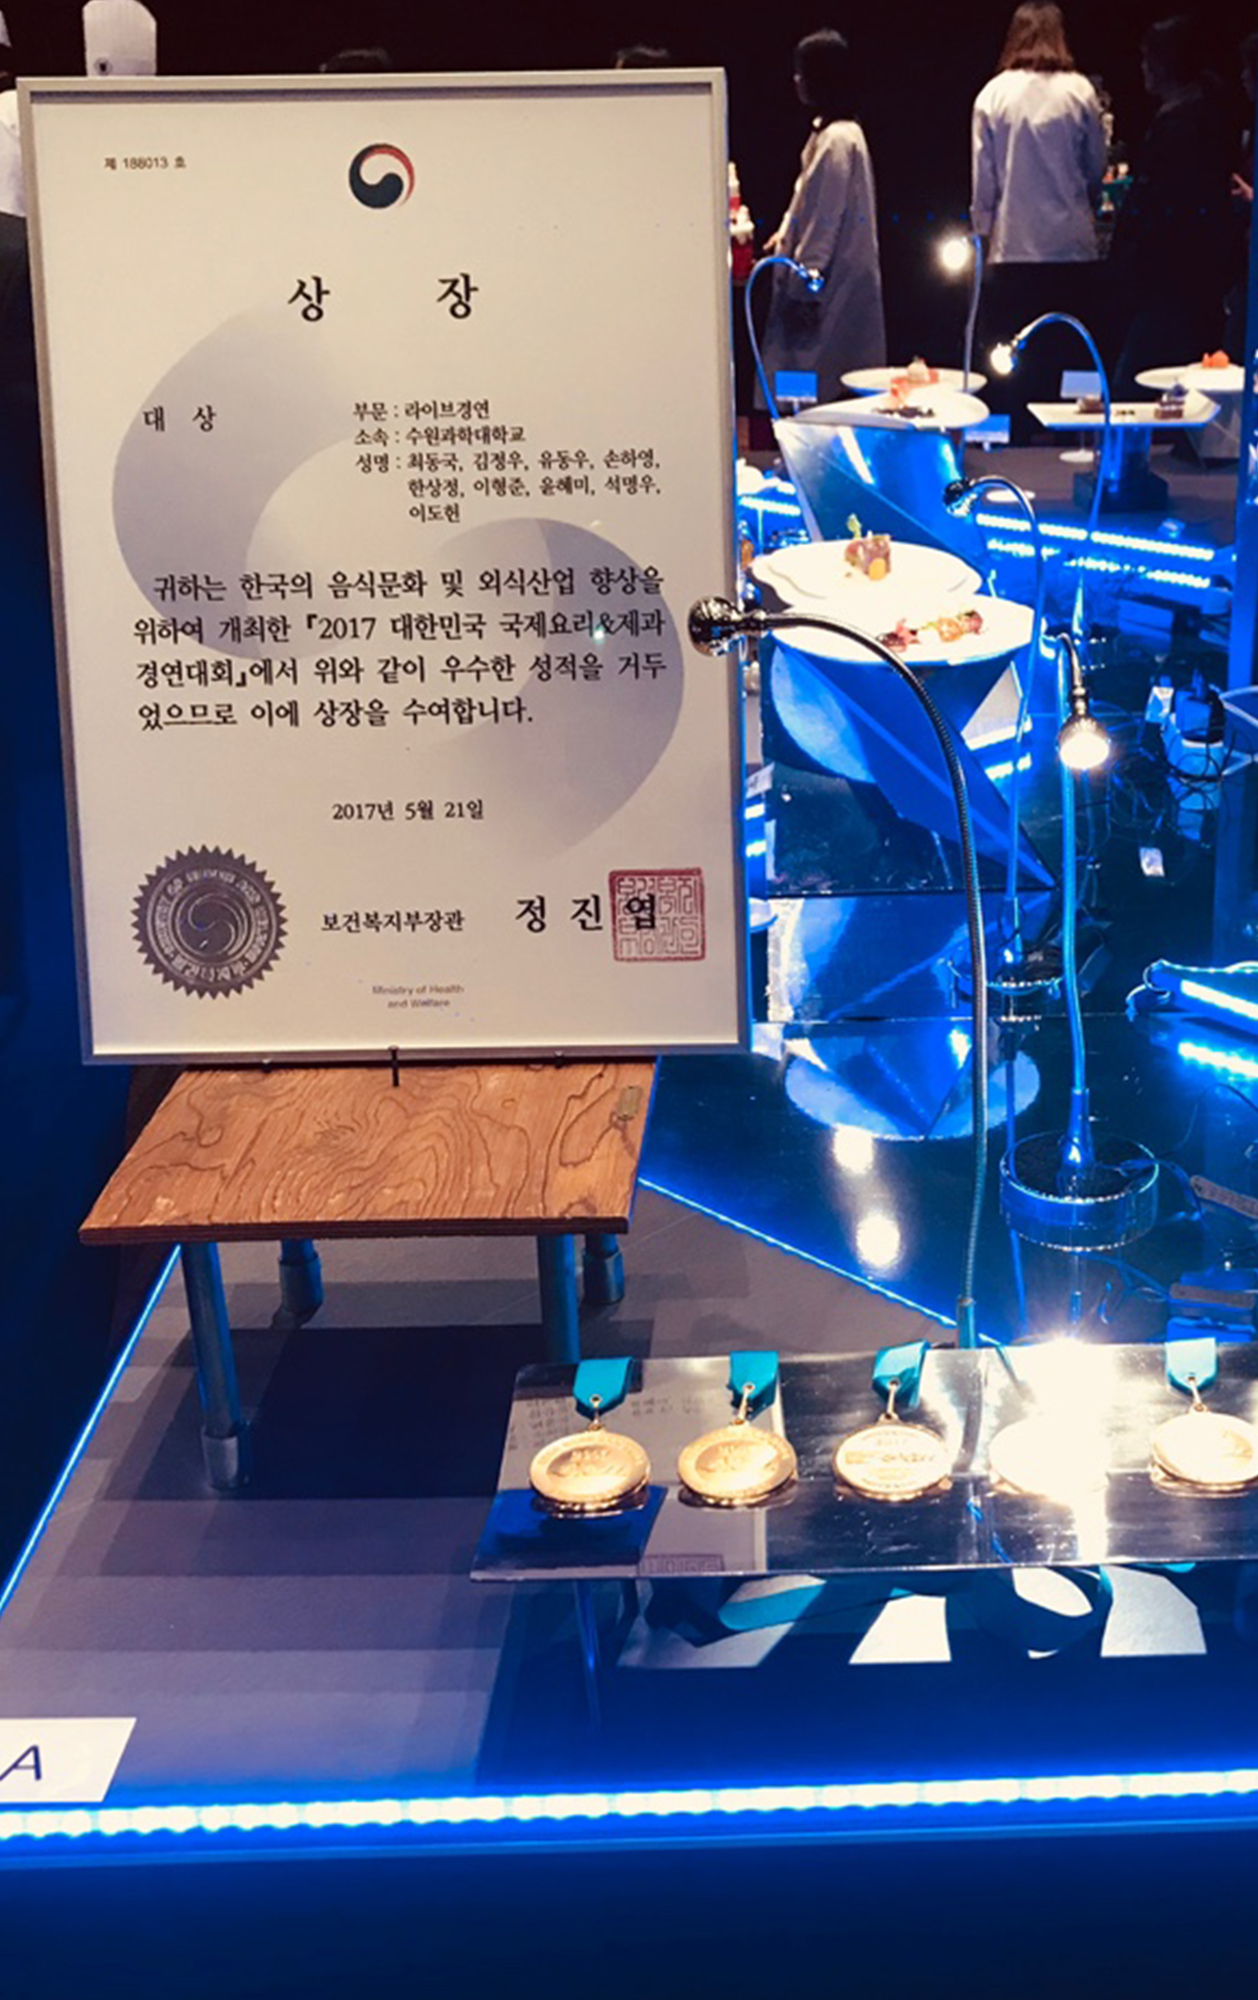 제 188013 호
상 장
대 상
부문 : 라이브경연
소속 : 수원과학대학교
성명 : 최동국, 김정우, 유동우, 손하영,
한상정, 이형준, 윤혜미, 석명우,
이도헌
귀하는 한국의 음식문화 및 외식산업 향상을
위하여 개최한 『2017 대한민국 국제요리&제과
경연대회』에서 위와 같이 우수한 성적을 거두
었으므로 이에 상장을 수여합니다.
2017년 5월 21일
보건복지부장관 정 진 엽
Ministry of Health
and Welfare
A